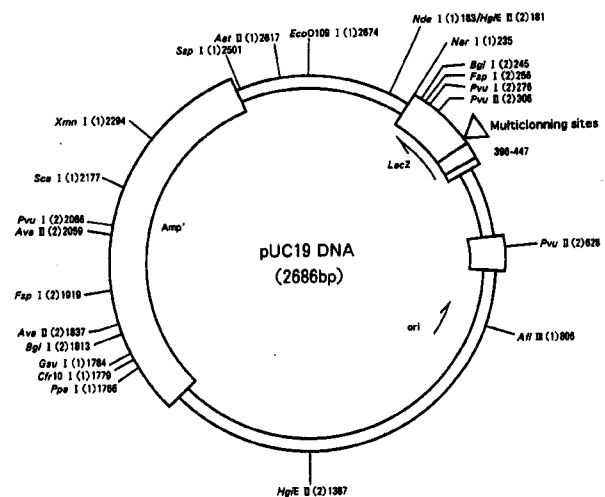 EcoO109 I (1)2674
Aat II (1)2617
Ssp I (1)2501
Nde I (1)183/HgiE II (2)181
Nar I (1)235
Bgl I (2)245
Fsp I (2)256
Pvu I (2)276
Pvu II (2)306
Multiclonning sites
396-447
LacZ
Xmn I (1)2294
Sca I (1)2177
Pvu I (2)2066
Ava II (2)2059
Ampʳ
pUC19 DNA
(2686bp)
Pvu II (2)628
Fsp I (2)1919
ori
Afl III (1)806
Ava II (2)1837
Bgl I (2)1813
Gsu I (1)1784
Cfr10 I (1)1779
Ppa I (1)1766
HgiE II (2)1387